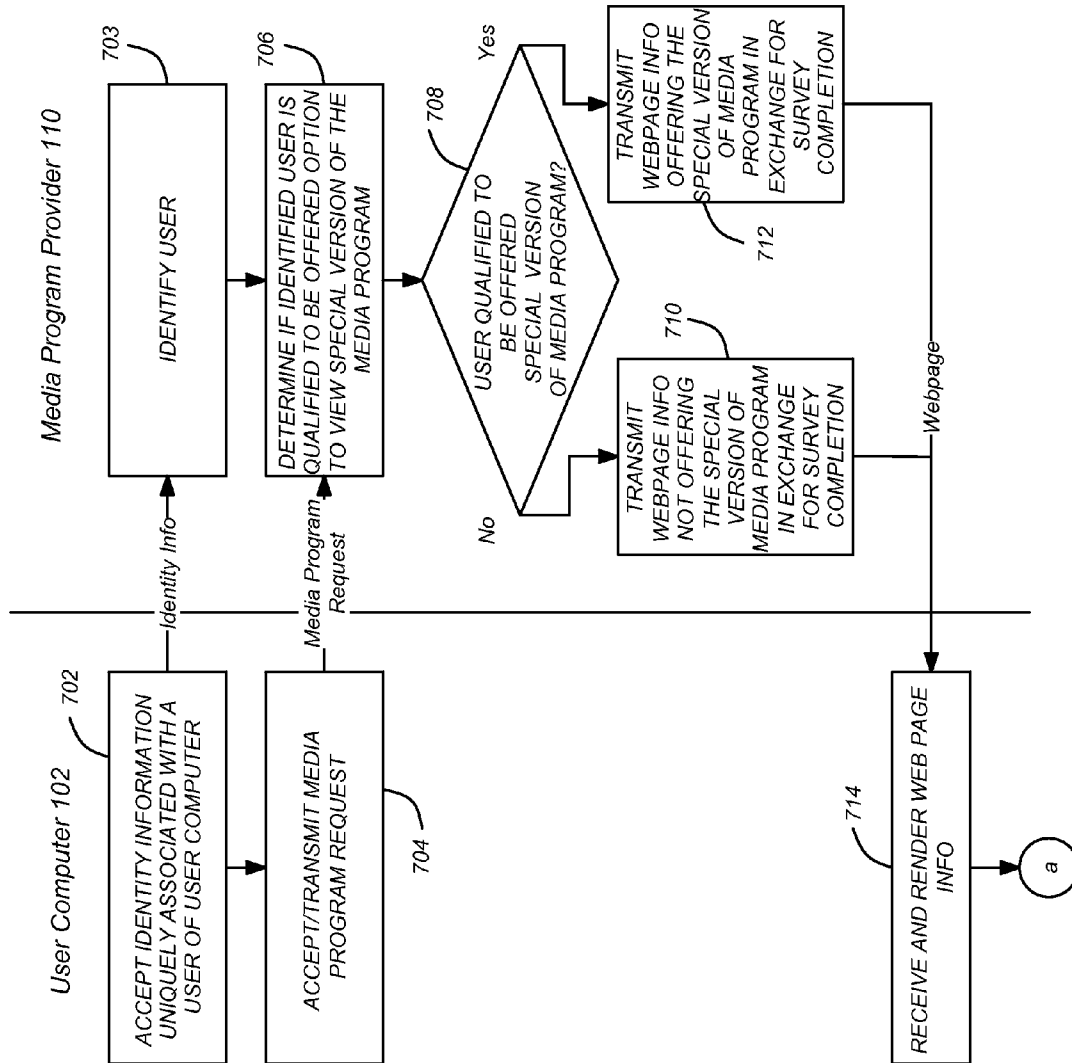 User Computer 102
Media Program Provider 110
702
ACCEPT IDENTITY INFORMATION
UNIQUELY ASSOCIATED WITH A
USER OF USER COMPUTER
Identity Info
703
IDENTIFY USER
ACCEPT/TRANSMIT MEDIA
PROGRAM REQUEST
704
Media Program
Request
706
DETERMINE IF IDENTIFIED USER IS
QUALIFIED TO BE OFFERED OPTION
TO VIEW SPECIAL VERSION OF THE
MEDIA PROGRAM
708
USER QUALIFIED TO
BE OFFERED
SPECIAL VERSION
OF MEDIA PROGRAM?
No
Yes
710
TRANSMIT
WEBPAGE INFO
NOT OFFERING
THE SPECIAL
VERSION OF
MEDIA PROGRAM
IN EXCHANGE
FOR SURVEY
COMPLETION
712
TRANSMIT
WEBPAGE INFO
OFFERING THE
SPECIAL VERSION
OF MEDIA
PROGRAM IN
EXCHANGE FOR
SURVEY
COMPLETION
Webpage
714
RECEIVE AND RENDER WEB PAGE
INFO
a